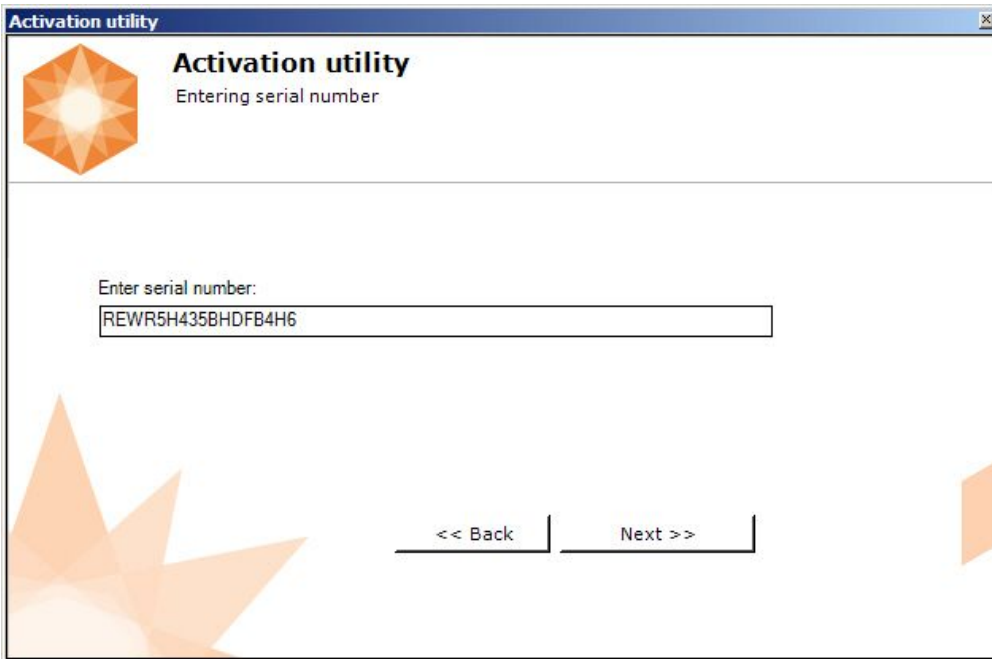 Activation utility
Activation utility
Entering serial number
Enter serial number:
REWR5H435BHDFB4H6
<< Back
Next >>